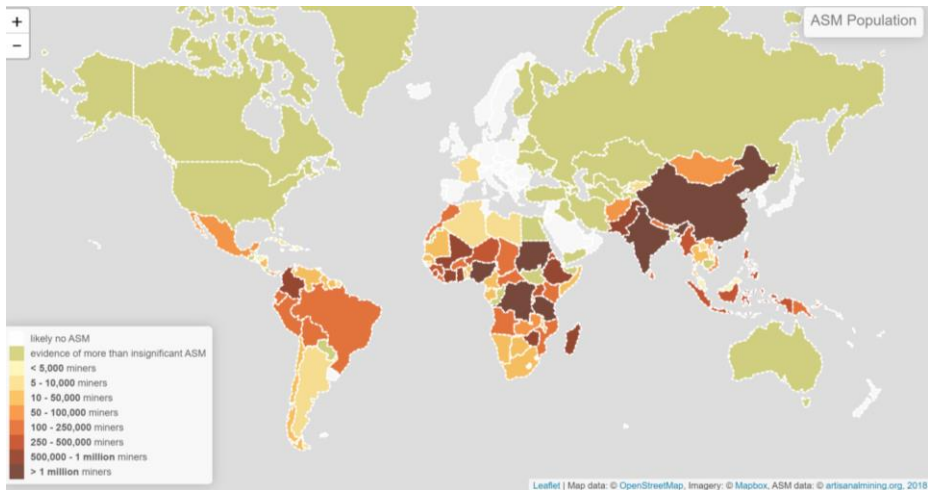 +
−
ASM Population
likely no ASM
evidence of more than insignificant ASM
< 5,000 miners
5 - 10,000 miners
10 - 50,000 miners
50 - 100,000 miners
100 - 250,000 miners
250 - 500,000 miners
500,000 - 1 million miners
> 1 million miners
Leaflet | Map data: © OpenStreetMap, Imagery: © Mapbox, ASM data: © artisanalmining.org, 2018